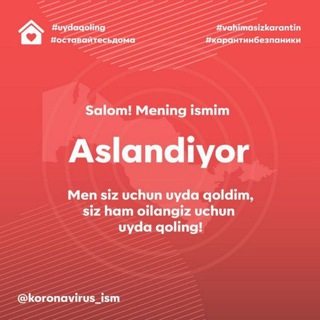 #uydaqoling
#оставайтесьдома
#vahimasizkarantin
#карантинбезпаники
Salom! Mening ismim
Aslandiyor
Men siz uchun uyda qoldim,
siz ham oilangiz uchun
uyda qoling!
@koronavirus_ism